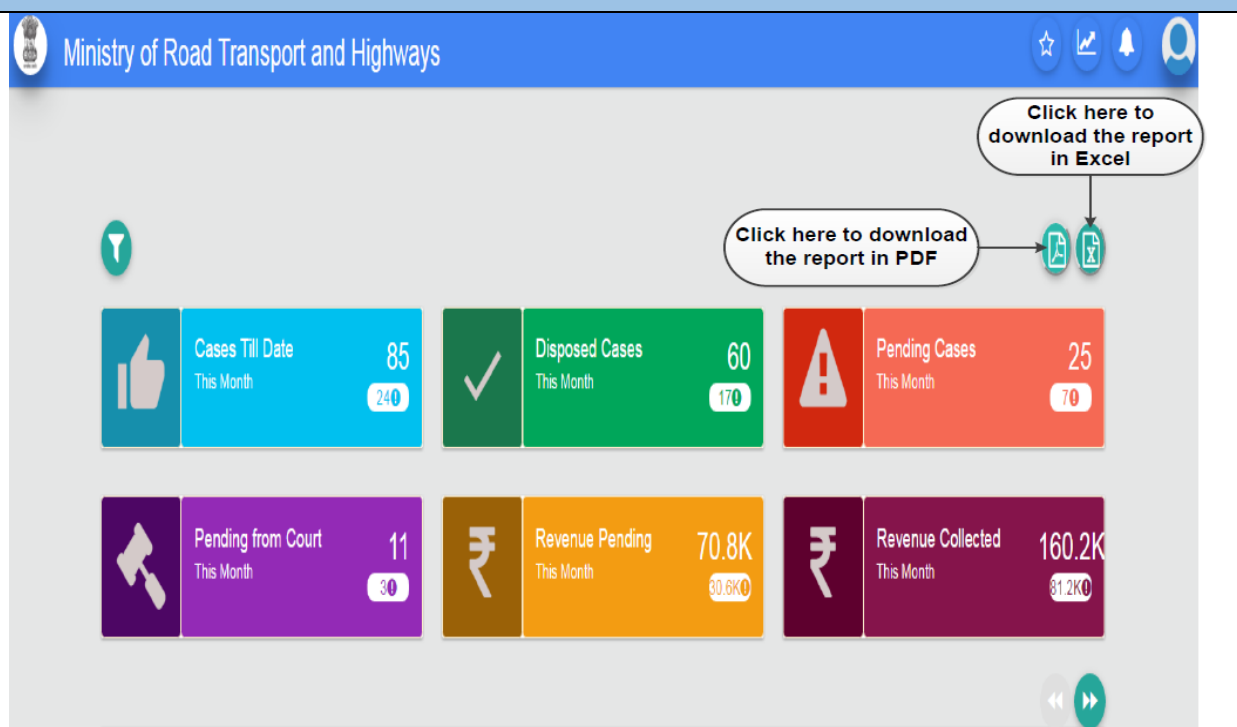 Ministry of Road Transport and Highways
Click here to
download the report
in Excel
Click here to download
the report in PDF
Cases Till Date 85
This Month 24
Disposed Cases 60
This Month 17
Pending Cases 25
This Month 7
Pending from Court 11
This Month 3
Revenue Pending 70.8K
This Month 30.6K
Revenue Collected 160.2K
This Month 81.2K